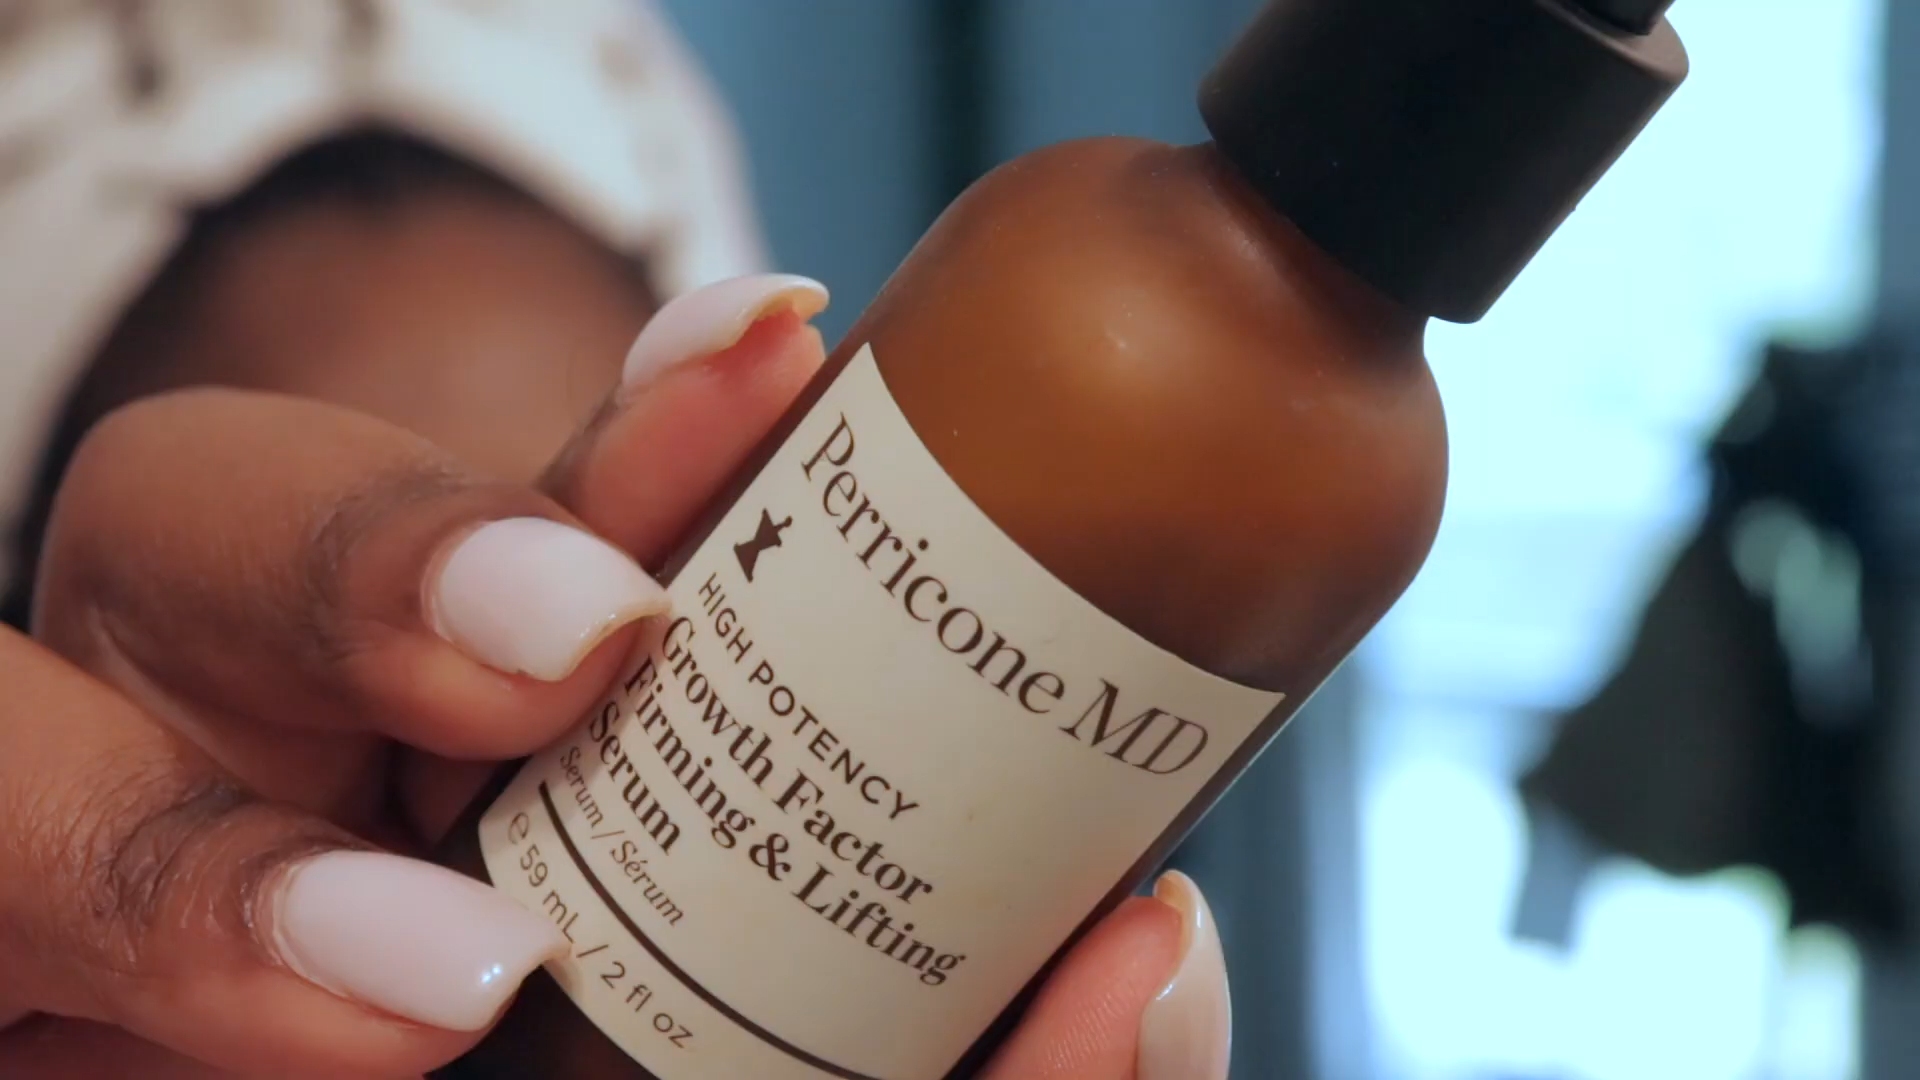 Perricone MD
HIGH POTENCY
Growth Factor
Firming & Lifting
Serum
Serum / Sérum
℮ 59 mL / 2 fl oz